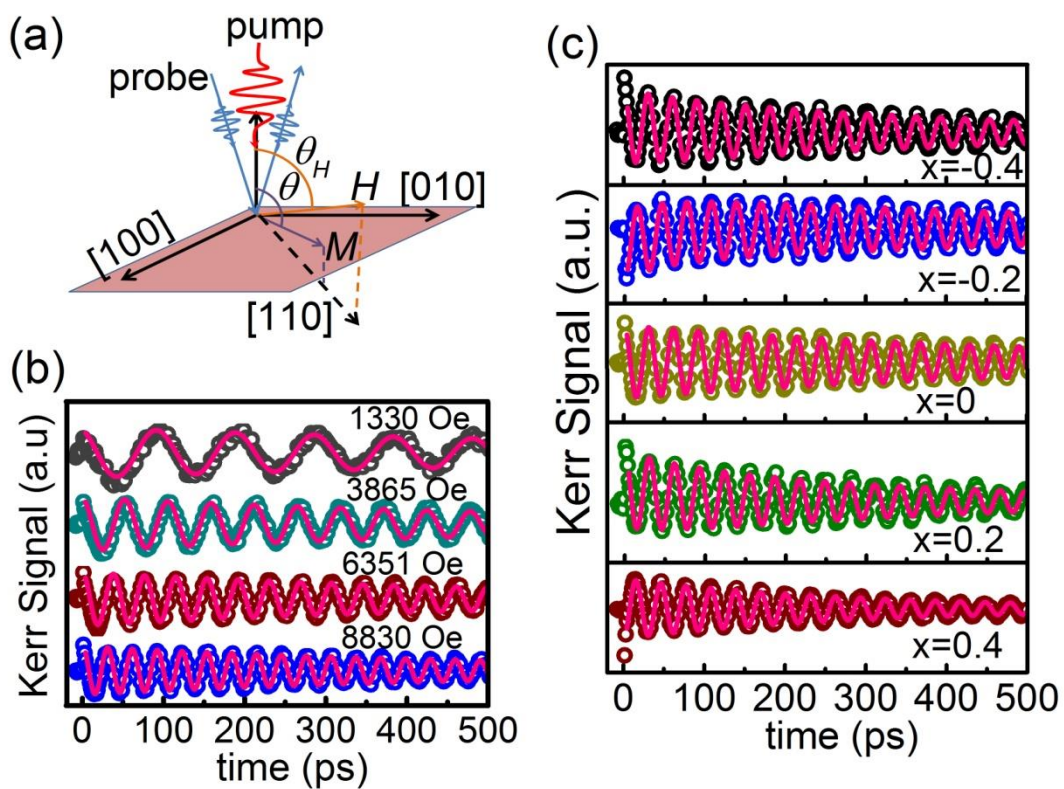 (a)
pump
probe
θH
θ
H
[010]
[100]
M
[110]
(b)
Kerr Signal (a.u)
1330 Oe
3865 Oe
6351 Oe
8830 Oe
0 100 200 300 400 500
time (ps)
(c)
Kerr Signal (a.u.)
x=-0.4
x=-0.2
x=0
x=0.2
x=0.4
0 100 200 300 400 500
time (ps)